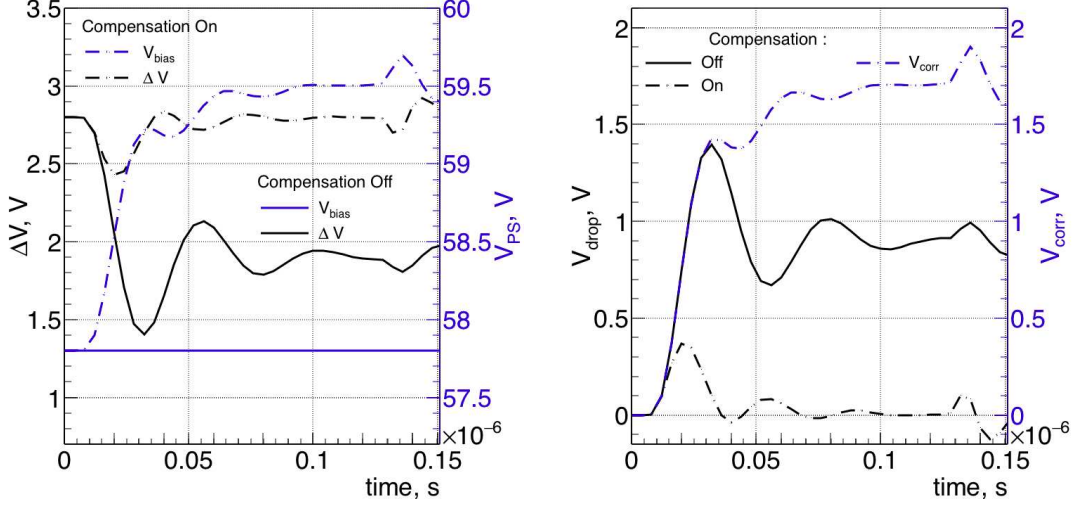 3.5
3
2.5
2
1.5
1
ΔV, V
Compensation On
V_bias
Δ V
Compensation Off
V_bias
Δ V
60
59.5
59
58.5
58
57.5
V_PS, V
×10⁻⁶
0 0.05 0.1 0.15
time, s
2
1.5
1
0.5
0
V_drop, V
Compensation :
Off
On
V_corr
2
1.5
1
0.5
0
V_corr, V
×10⁻⁶
0 0.05 0.1 0.15
time, s